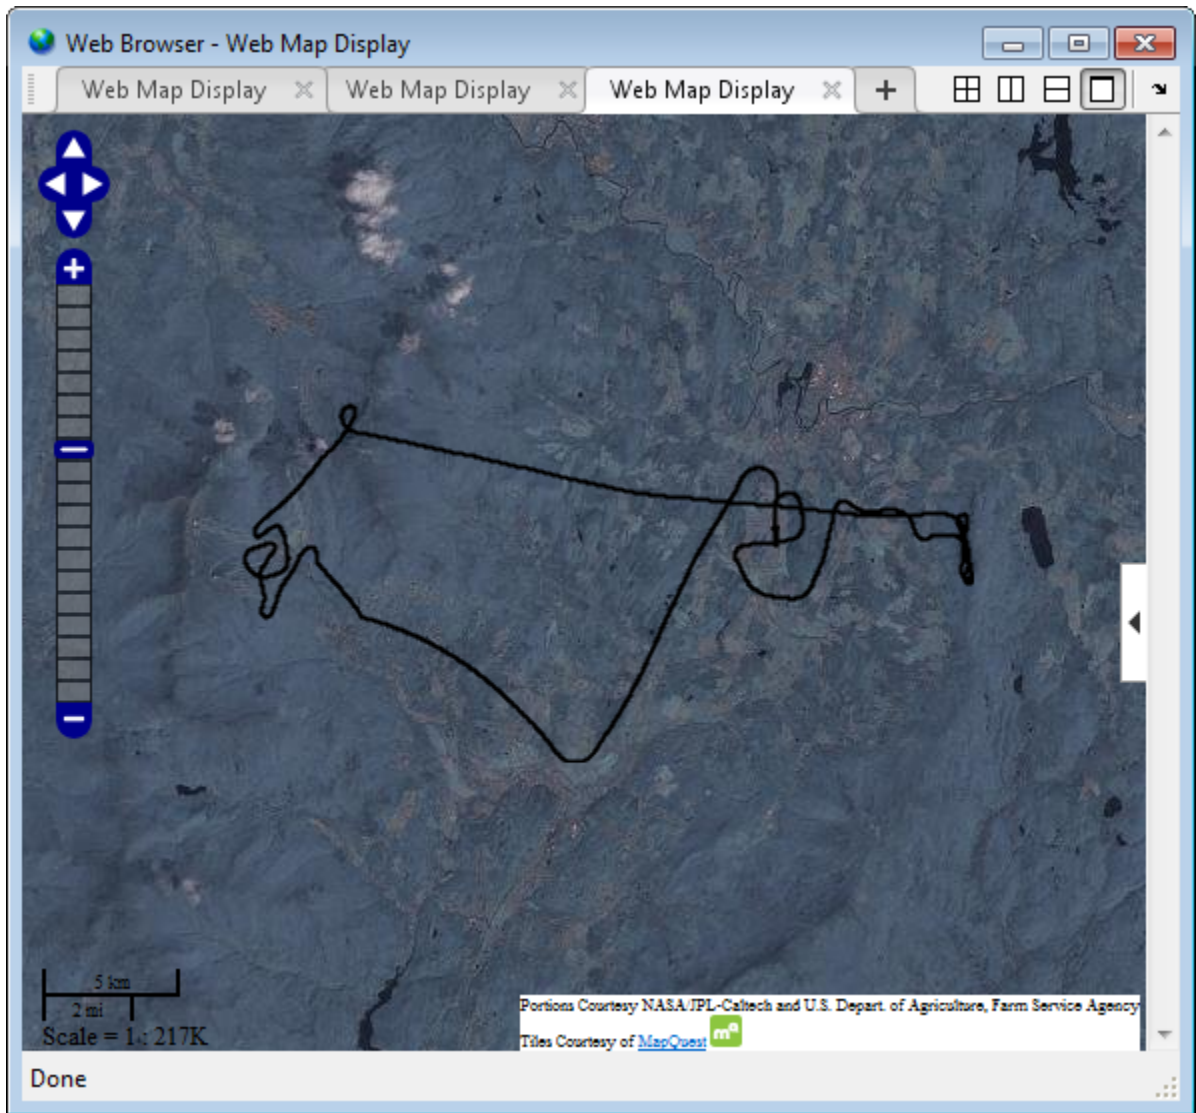 Web Browser - Web Map Display
Web Map Display
Web Map Display
Web Map Display
5 km
2 mi
Scale = 1 : 217K
Portions Courtesy NASA/JPL-Caltech and U.S. Depart. of Agriculture, Farm Service Agency
Tiles Courtesy of MapQuest
mq
Done